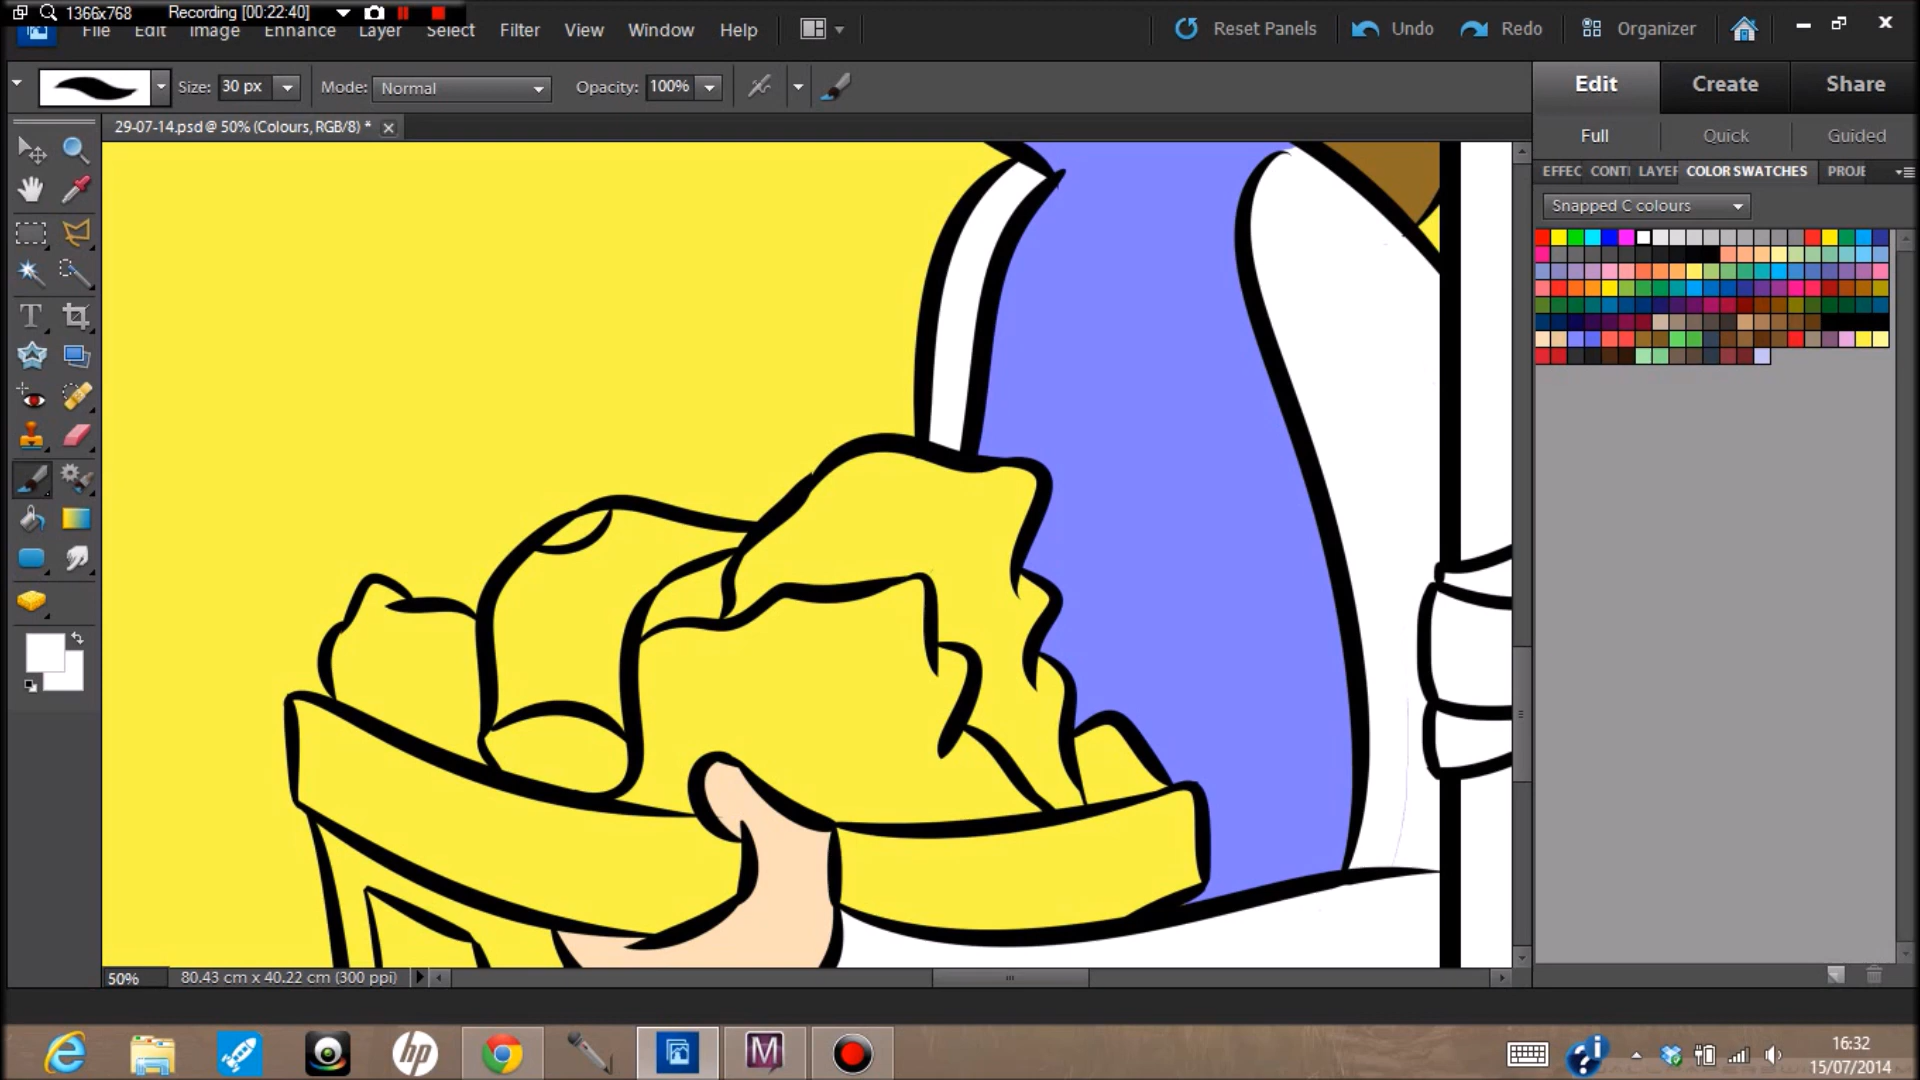 1366x768 Recording [00:22:40]
File Edit Image Enhance Layer Select Filter View Window Help Reset Panels Undo Redo Organizer
Size: 30 px Mode: Normal Opacity: 100%
Edit Create Share
29-07-14.psd @ 50% (Colours, RGB/8) *
Full Quick Guided
EFFEC CONT LAYER COLOR SWATCHES PROJE
Snapped C colours
T
50% 80.43 cm x 40.22 cm (300 ppi)
hp
M
16:32
15/07/2014